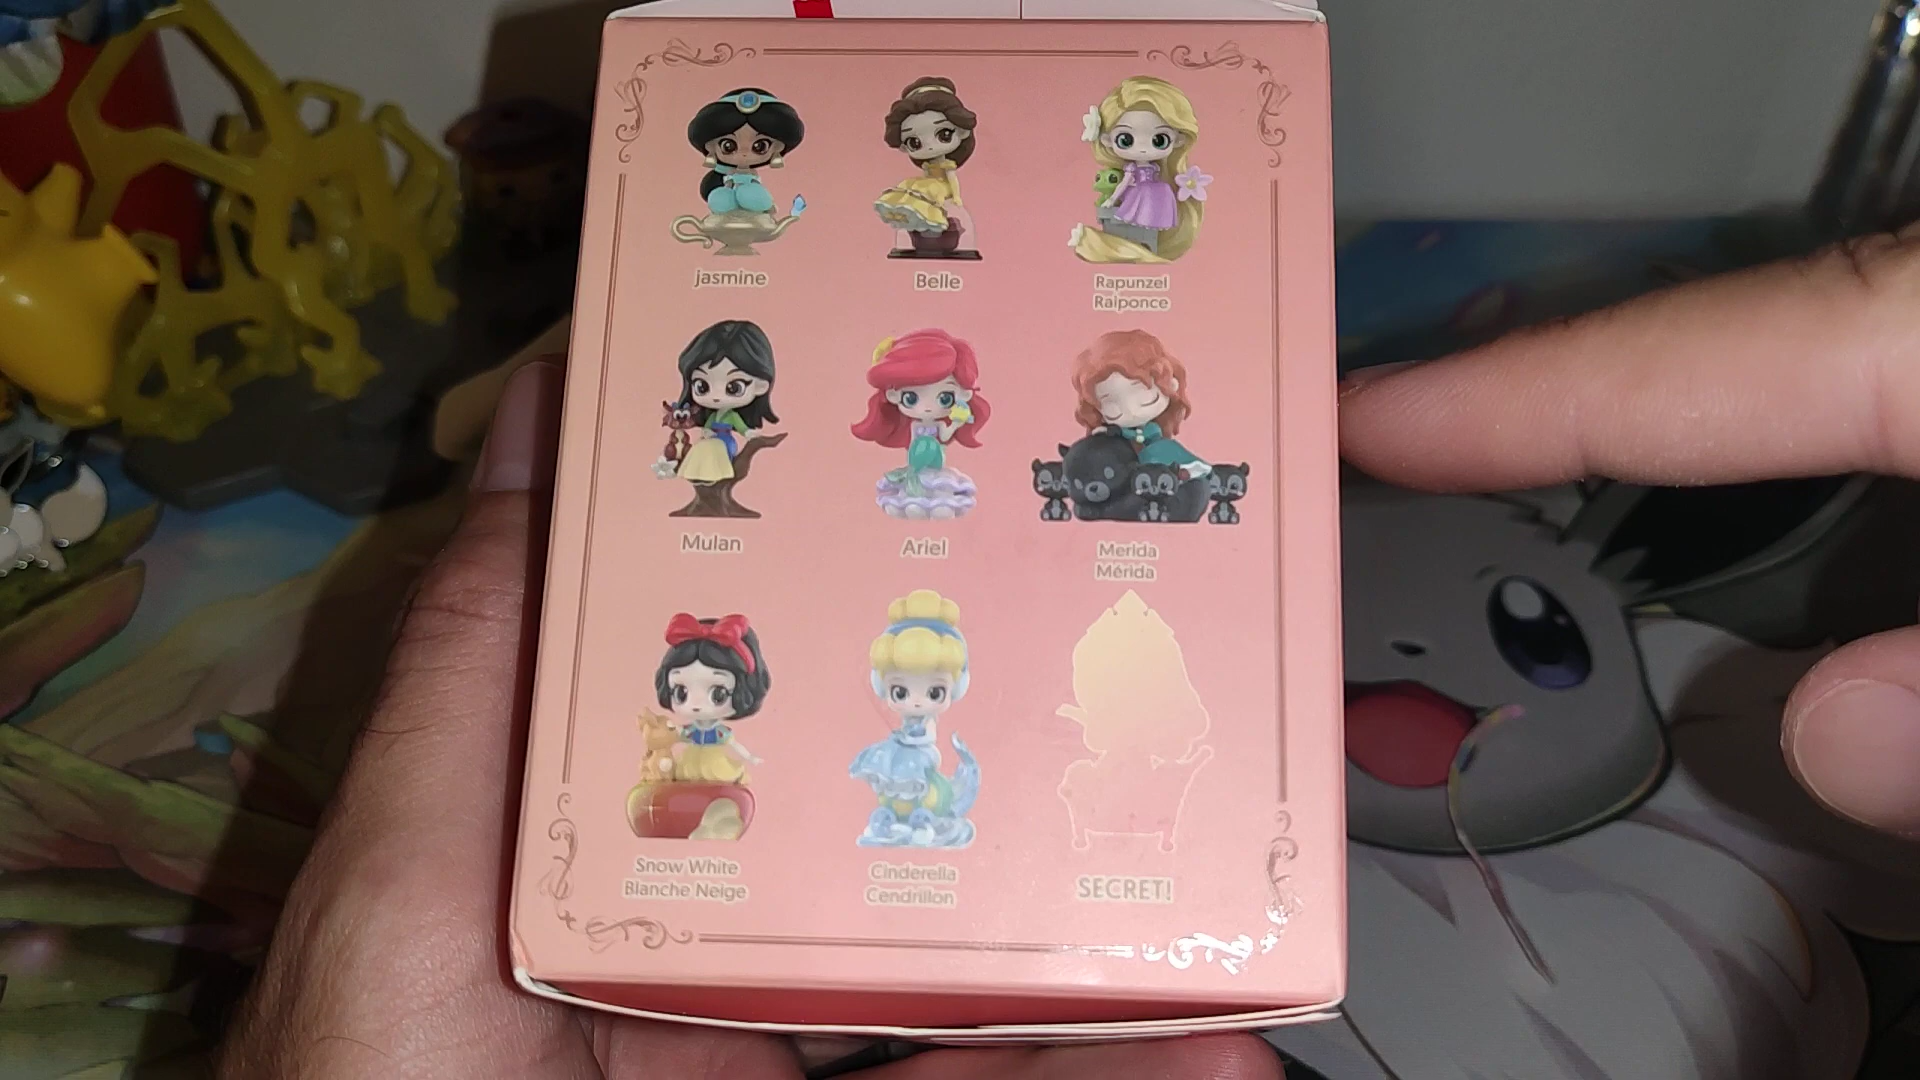 jasmine
Belle
Rapunzel
Raiponce
Mulan
Ariel
Merida
Mérida
Snow White
Blanche Neige
Cinderella
Cendrillon
SECRET!